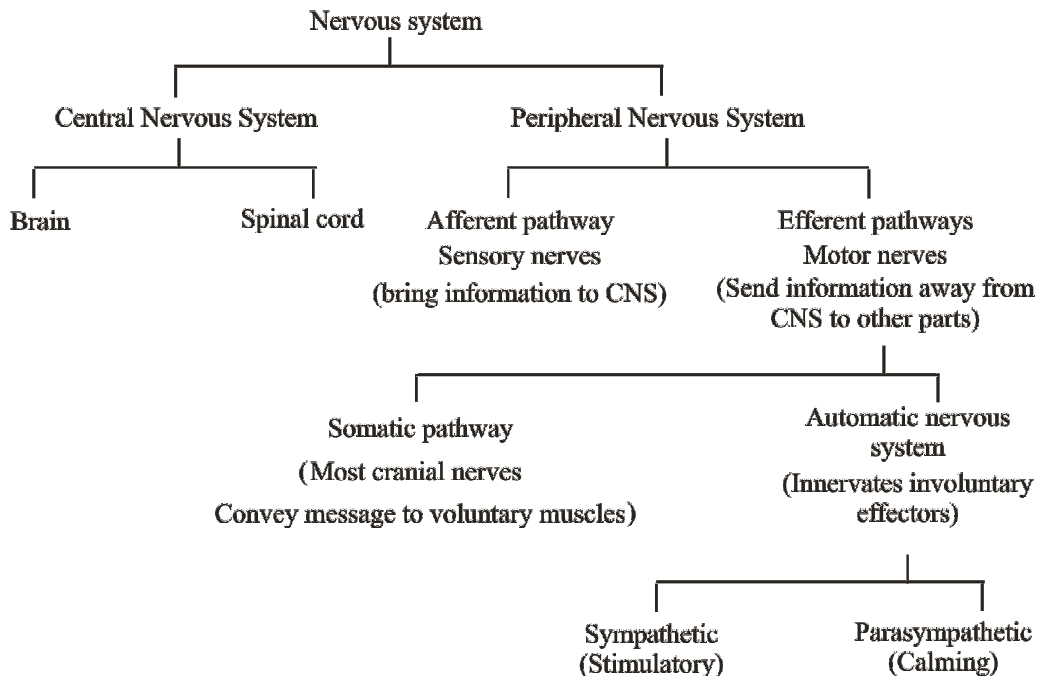 Nervous system
Central Nervous System
Peripheral Nervous System
Brain
Spinal cord
Afferent pathway
Sensory nerves
(bring information to CNS)
Efferent pathways
Motor nerves
(Send information away from
CNS to other parts)
Somatic pathway
(Most cranial nerves
Convey message to voluntary muscles)
Automatic nervous
system
(Innervates involuntary
effectors)
Sympathetic
(Stimulatory)
Parasympathetic
(Calming)